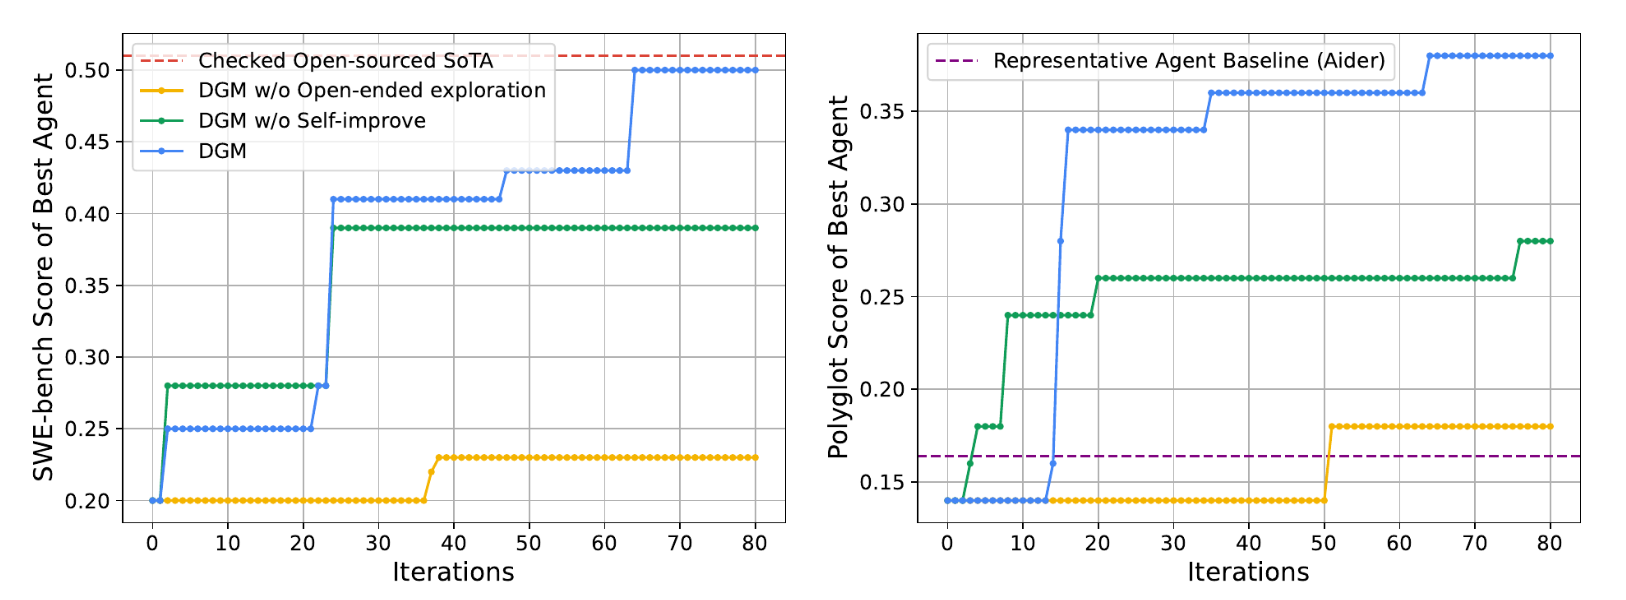 SWE-bench Score of Best Agent
0.50
0.45
0.40
0.35
0.30
0.25
0.20
Checked Open-sourced SoTA
DGM w/o Open-ended exploration
DGM w/o Self-improve
DGM
0 10 20 30 40 50 60 70 80
Iterations
Polyglot Score of Best Agent
0.35
0.30
0.25
0.20
0.15
Representative Agent Baseline (Aider)
0 10 20 30 40 50 60 70 80
Iterations